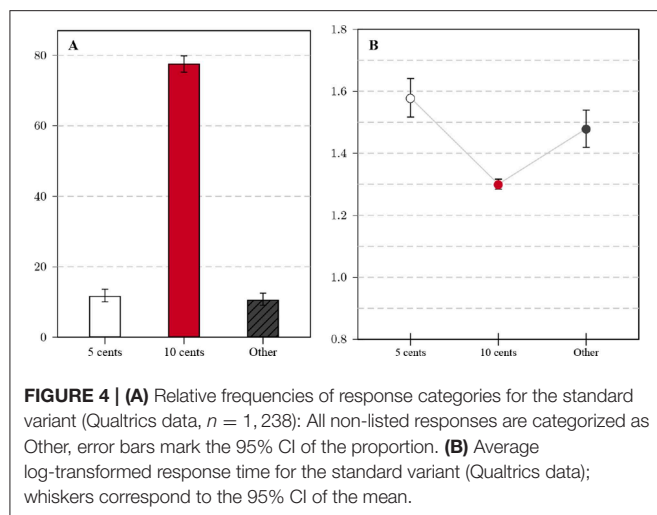 A
80
60
40
20
0
5 cents
10 cents
Other
B
1.8
1.6
1.4
1.2
1.0
0.8
5 cents
10 cents
Other
FIGURE 4 | (A) Relative frequencies of response categories for the standard
variant (Qualtrics data, n = 1, 238): All non-listed responses are categorized as
Other, error bars mark the 95% CI of the proportion. (B) Average
log-transformed response time for the standard variant (Qualtrics data);
whiskers correspond to the 95% CI of the mean.